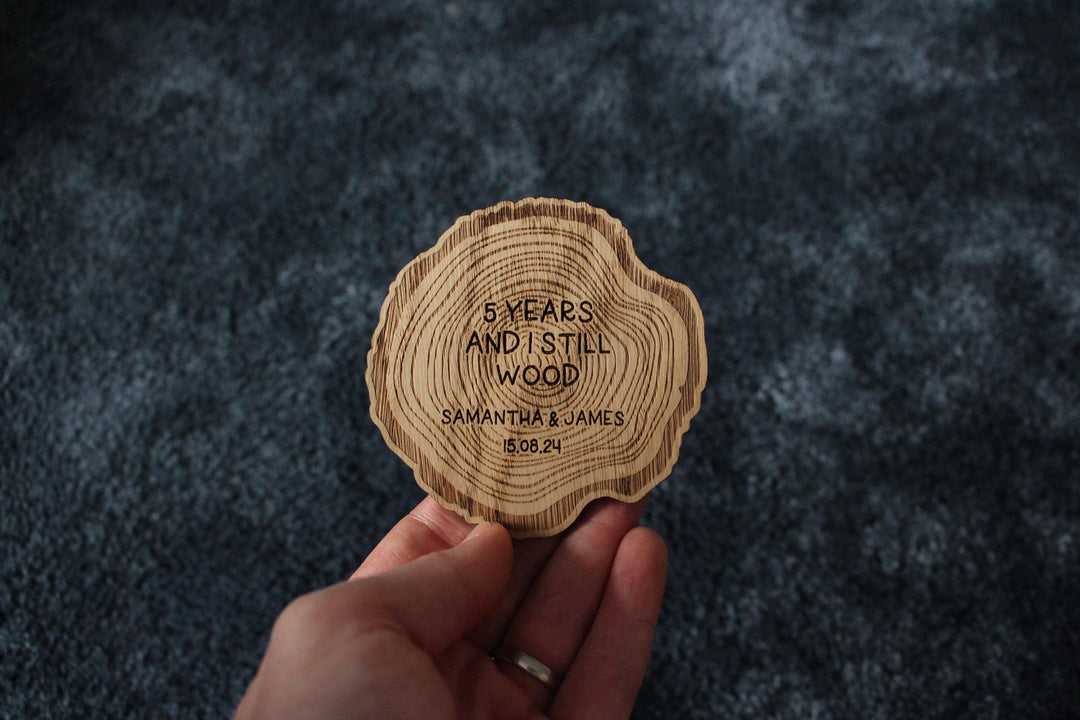 5 YEARS
AND I STILL
WOOD
SAMANTHA & JAMES
15.08.24